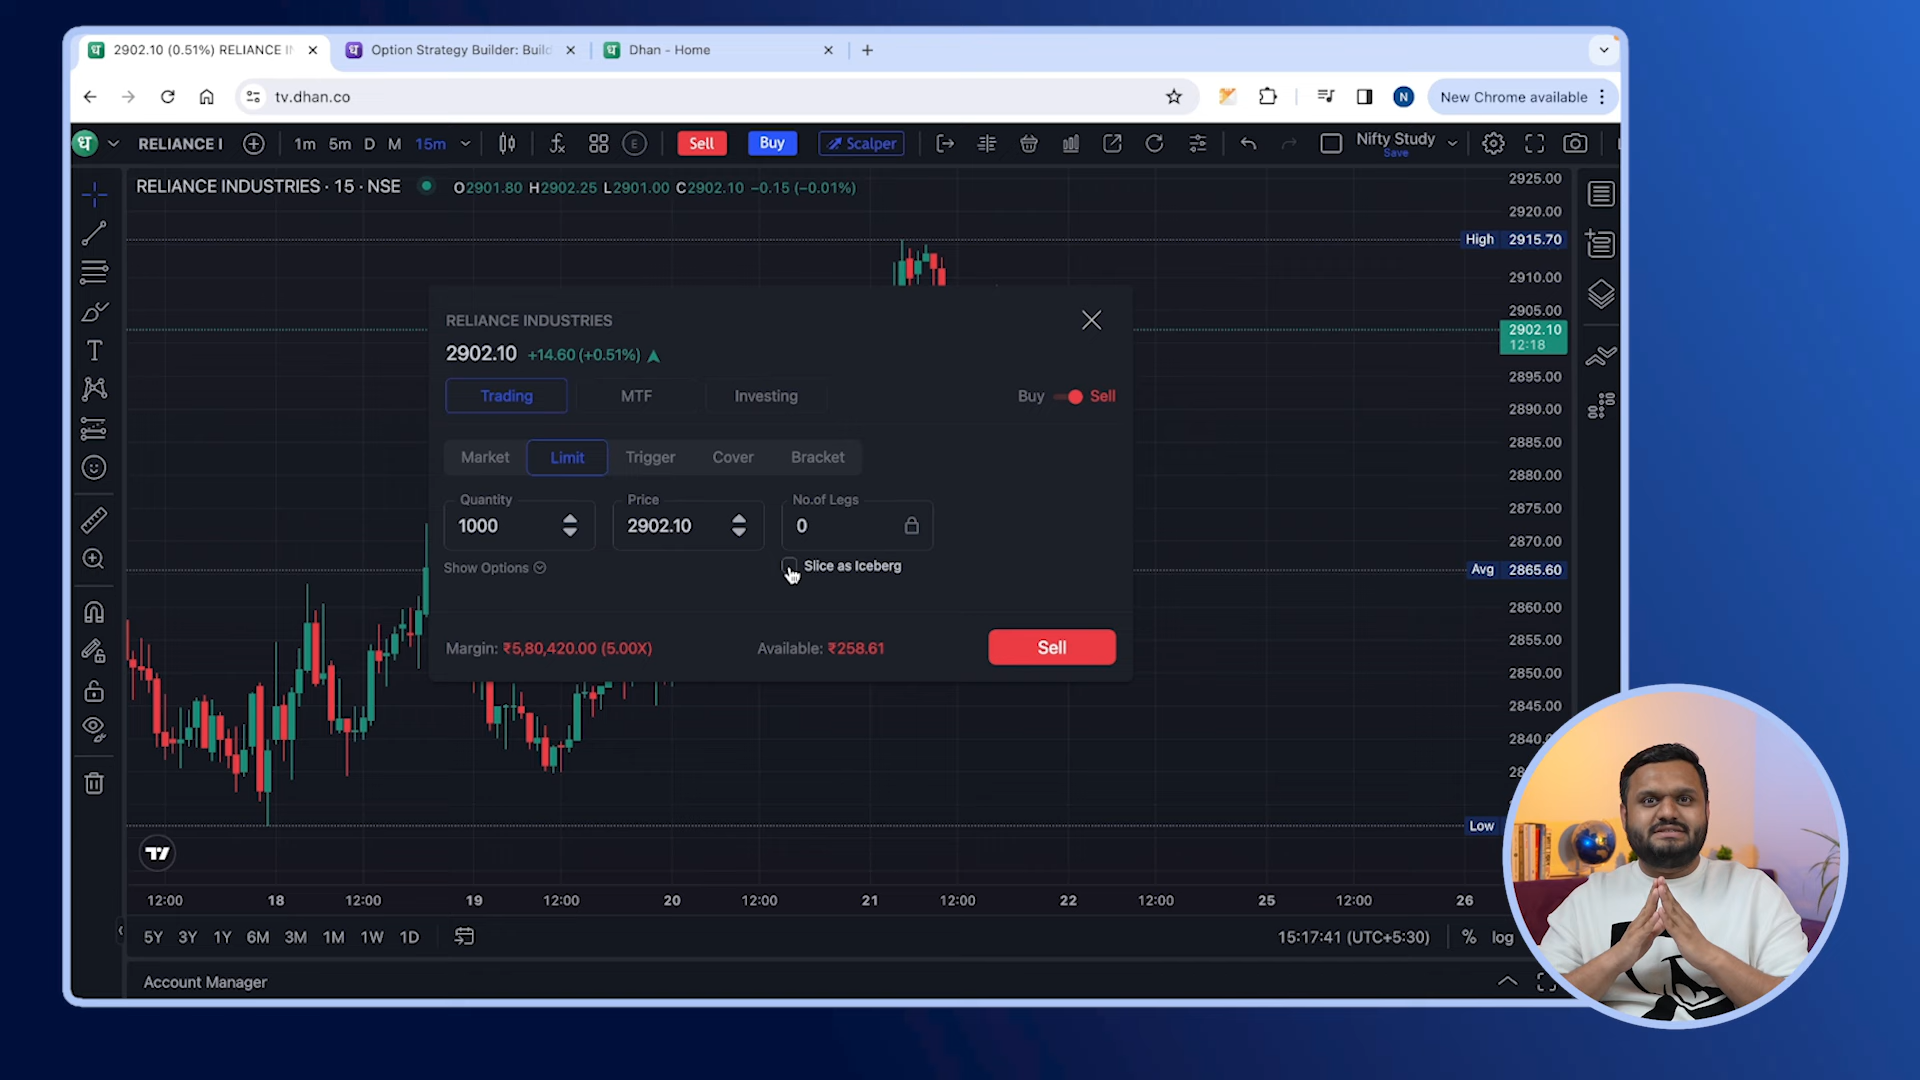 2902.10 (0.51%) RELIANCE I
Option Strategy Builder: Build
Dhan - Home
tv.dhan.co
N
New Chrome available
ध
RELIANCE I
1m 5m D M 15m
E
Sell
Buy
Scalper
Nifty Study
Save
RELIANCE INDUSTRIES · 15 · NSE
O2901.80 H2902.25 L2901.00 C2902.10 −0.15 (−0.01%)
2925.00
2920.00
High 2915.70
2910.00
2905.00
2902.10
12:18
2895.00
2890.00
2885.00
2880.00
2875.00
2870.00
Avg 2865.60
2860.00
2855.00
2850.00
2845.00
2840
28
Low
RELIANCE INDUSTRIES
2902.10 +14.60 (+0.51%)
Trading
MTF
Investing
Buy
Sell
Market
Limit
Trigger
Cover
Bracket
Quantity
1000
Price
2902.10
No.of Legs
0
Show Options
Slice as Iceberg
Margin: ₹5,80,420.00 (5.00X)
Available: ₹258.61
Sell
12:00 18 12:00 19 12:00 20 12:00 21 12:00 22 12:00 25 12:00 26
5Y 3Y 1Y 6M 3M 1M 1W 1D
15:17:41 (UTC+5:30)
% log
Account Manager